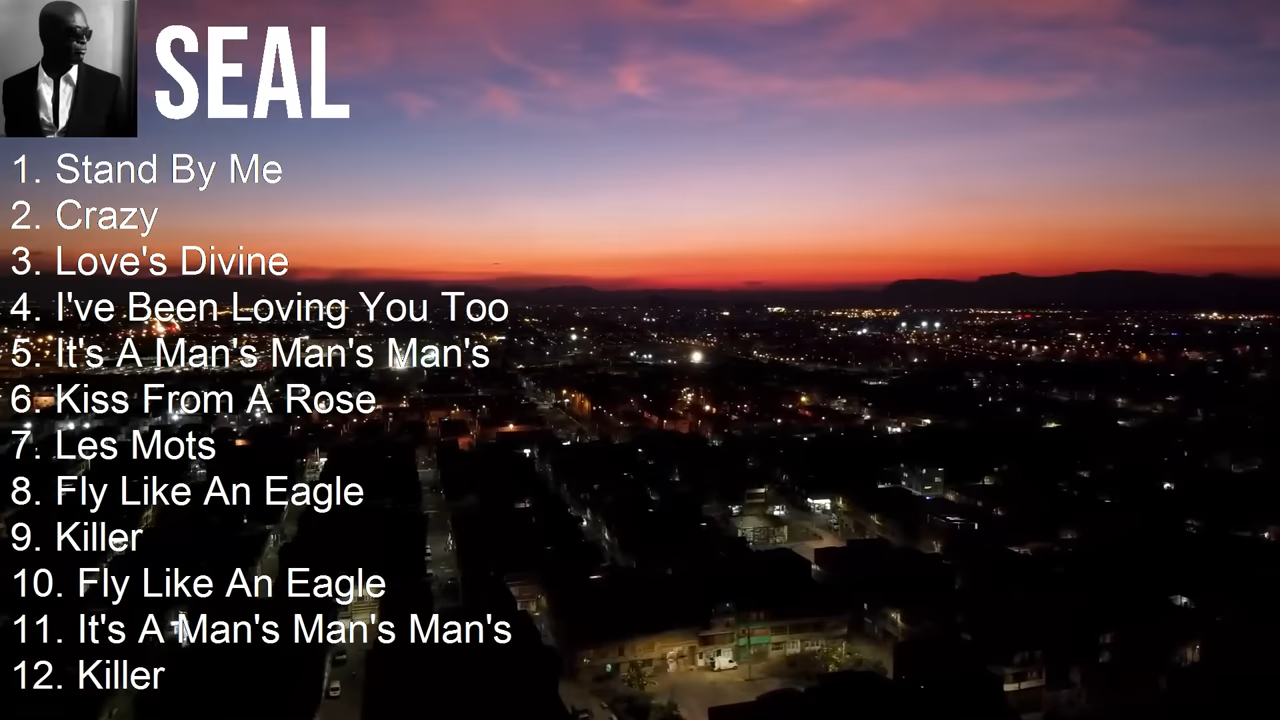 SEAL
1. Stand By Me
2. Crazy
3. Love's Divine
4. I've Been Loving You Too
5. It's A Man's Man's Man's
6. Kiss From A Rose
7. Les Mots
8. Fly Like An Eagle
9. Killer
10. Fly Like An Eagle
11. It's A Man's Man's Man's
12. Killer